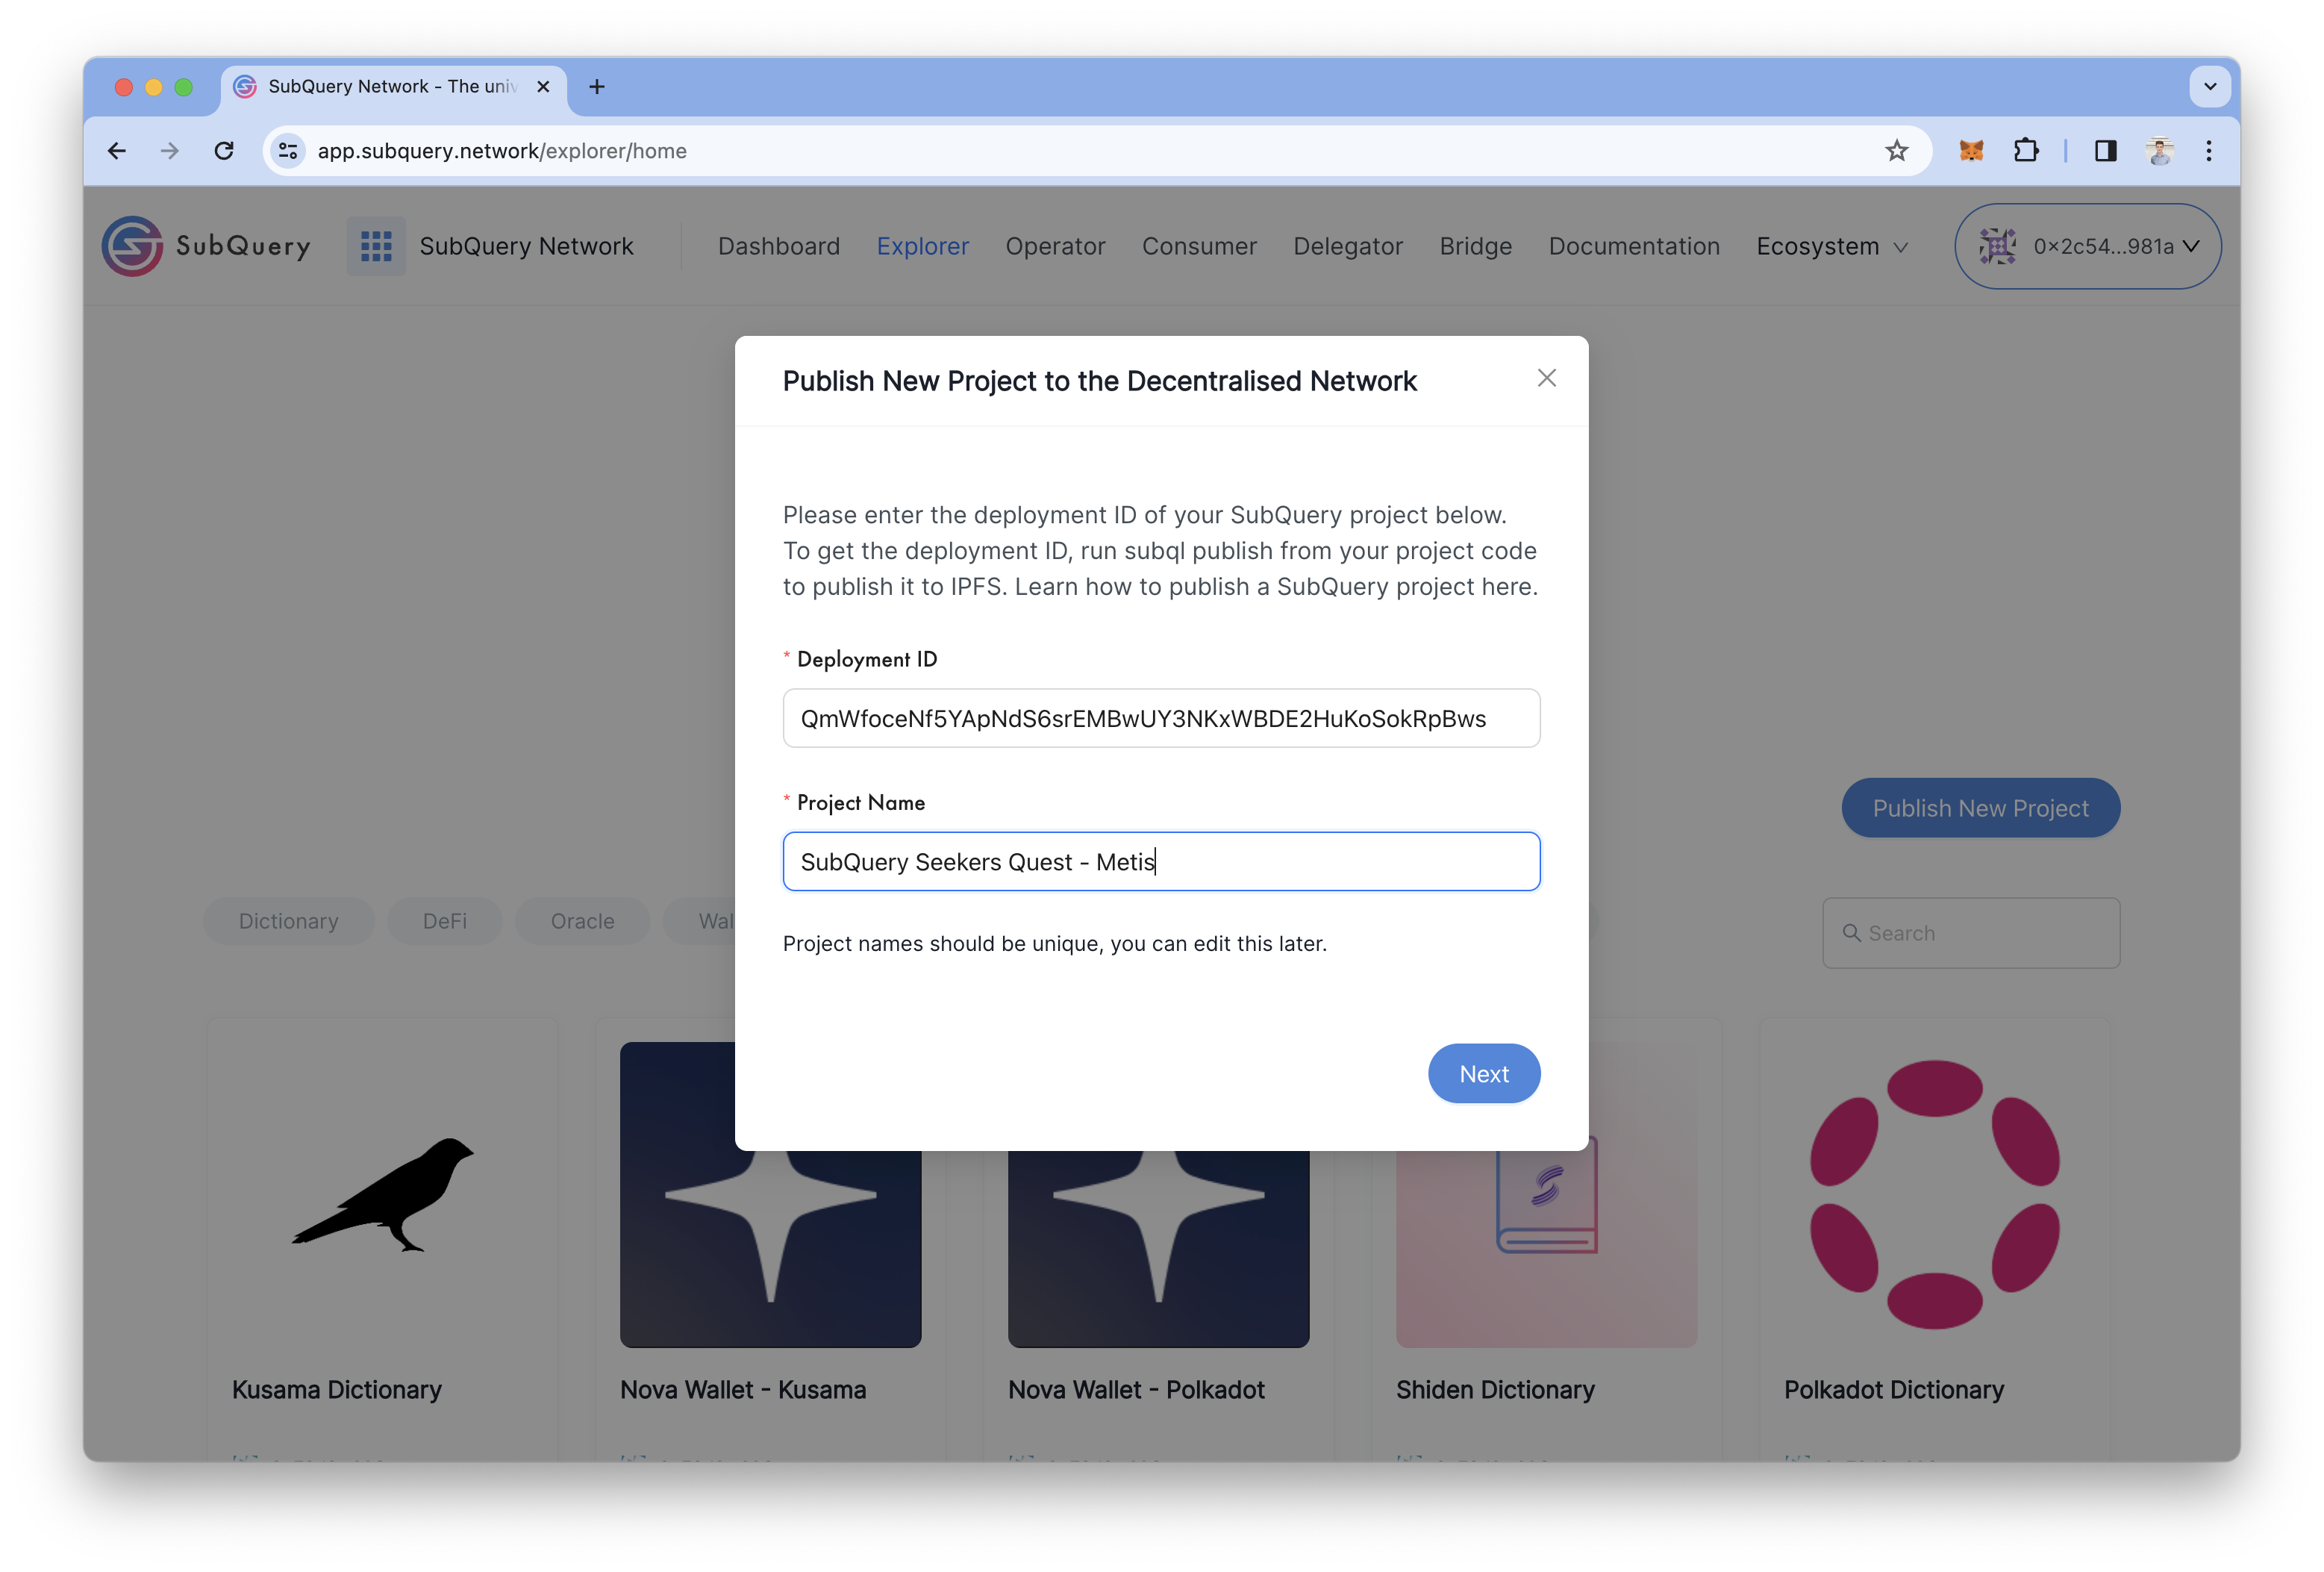 SubQuery Network - The univ
app.subquery.network/explorer/home
SubQuery
SubQuery Network
Dashboard
Explorer
Operator
Consumer
Delegator
Bridge
Documentation
Ecosystem
0x2c54...981a
Publish New Project to the Decentralised Network
Please enter the deployment ID of your SubQuery project below.
To get the deployment ID, run subql publish from your project code
to publish it to IPFS. Learn how to publish a SubQuery project here.
* Deployment ID
QmWfoceNf5YApNdS6srEMBwUY3NKxWBDE2HuKoSokRpBws
* Project Name
SubQuery Seekers Quest - Metis
Project names should be unique, you can edit this later.
Next
Publish New Project
Dictionary
DeFi
Oracle
Wal
Search
Kusama Dictionary
Nova Wallet - Kusama
Nova Wallet - Polkadot
Shiden Dictionary
Polkadot Dictionary